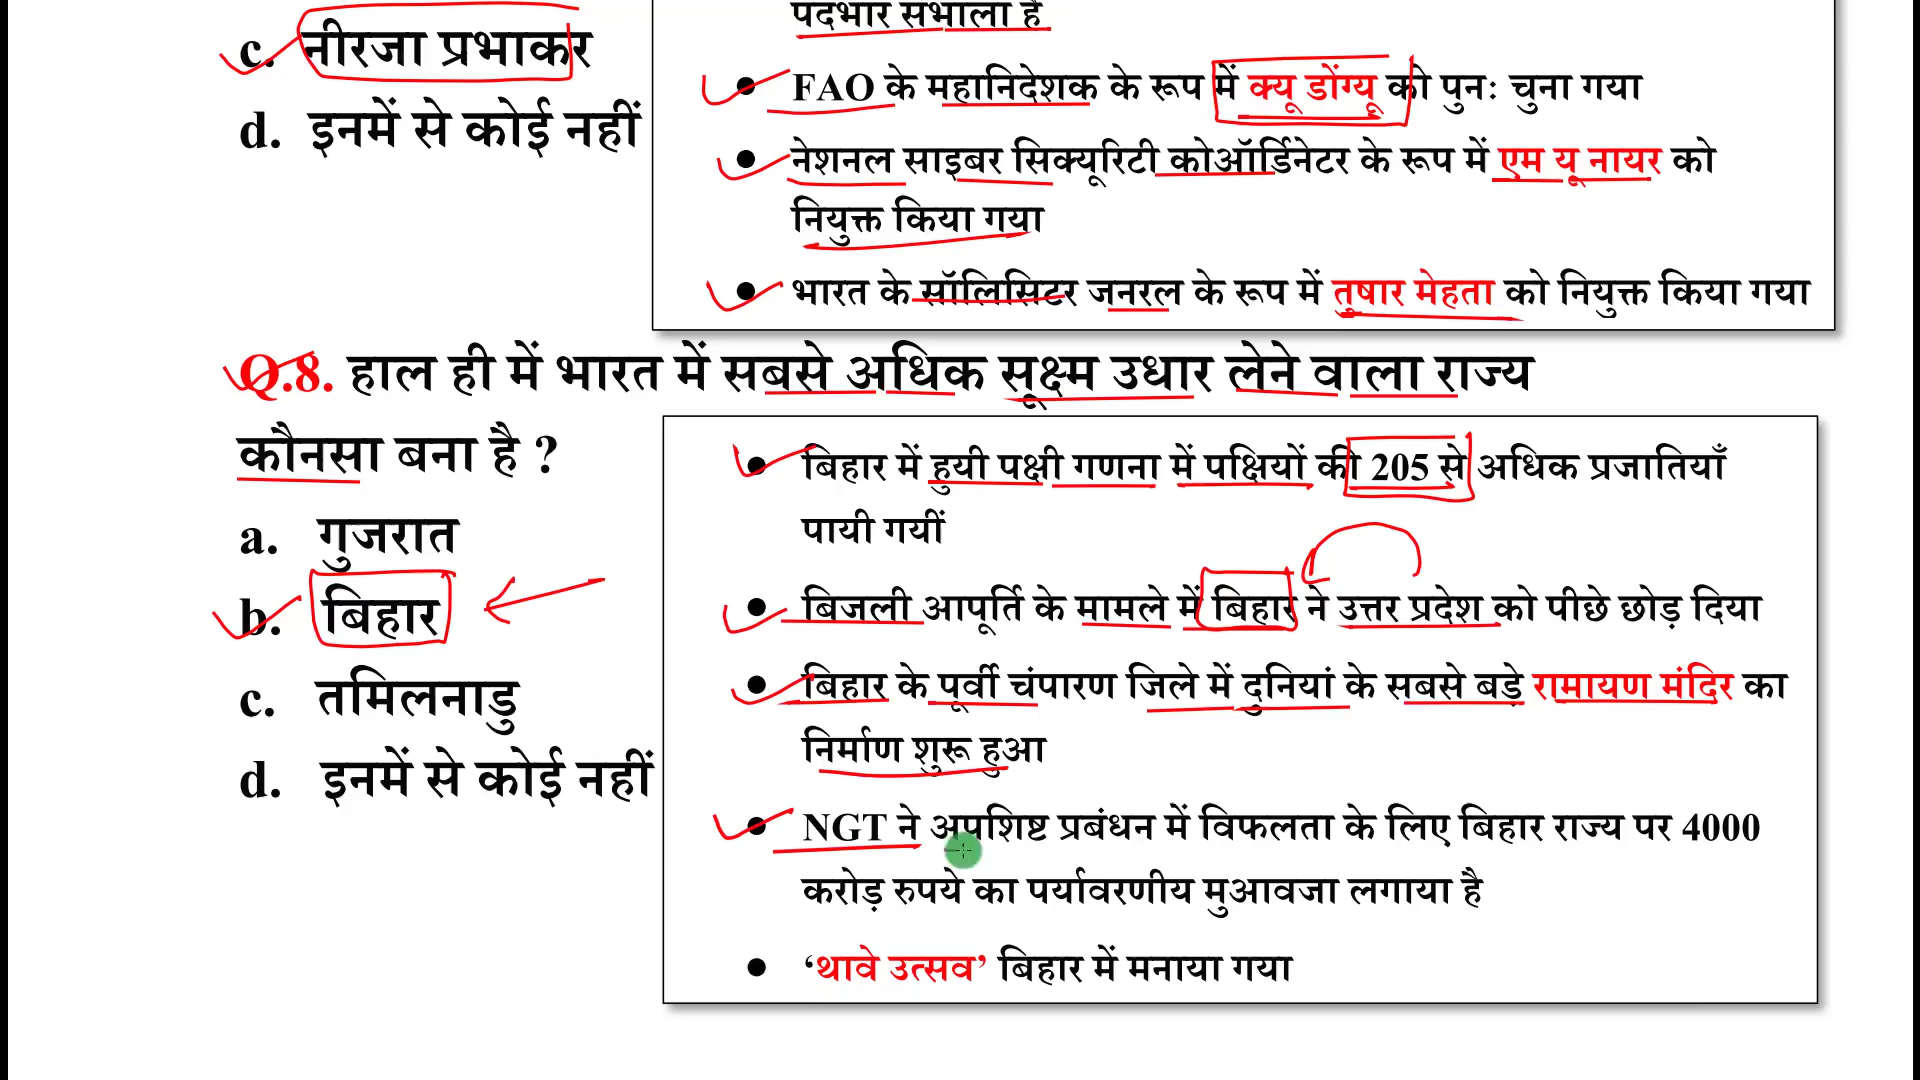 c. नीरजा प्रभाकर
d. इनमें से कोई नहीं
पदभार संभाला है
● FAO के महानिदेशक के रूप में क्यू डोंग्यू को पुनः चुना गया
● नेशनल साइबर सिक्यूरिटी कोऑर्डिनेटर के रूप में एम यू नायर को
नियुक्त किया गया
● भारत के सॉलिसिटर जनरल के रूप में तुषार मेहता को नियुक्त किया गया
Q.8. हाल ही में भारत में सबसे अधिक सूक्ष्म उधार लेने वाला राज्य
कौनसा बना है ?
a. गुजरात
b. बिहार
c. तमिलनाडु
d. इनमें से कोई नहीं
● बिहार में हुयी पक्षी गणना में पक्षियों की 205 से अधिक प्रजातियाँ
पायी गयीं
● बिजली आपूर्ति के मामले में बिहार ने उत्तर प्रदेश को पीछे छोड़ दिया
● बिहार के पूर्वी चंपारण जिले में दुनियां के सबसे बड़े रामायण मंदिर का
निर्माण शुरू हुआ
● NGT ने अपशिष्ट प्रबंधन में विफलता के लिए बिहार राज्य पर 4000
करोड़ रुपये का पर्यावरणीय मुआवजा लगाया है
● ‘थावे उत्सव’ बिहार में मनाया गया